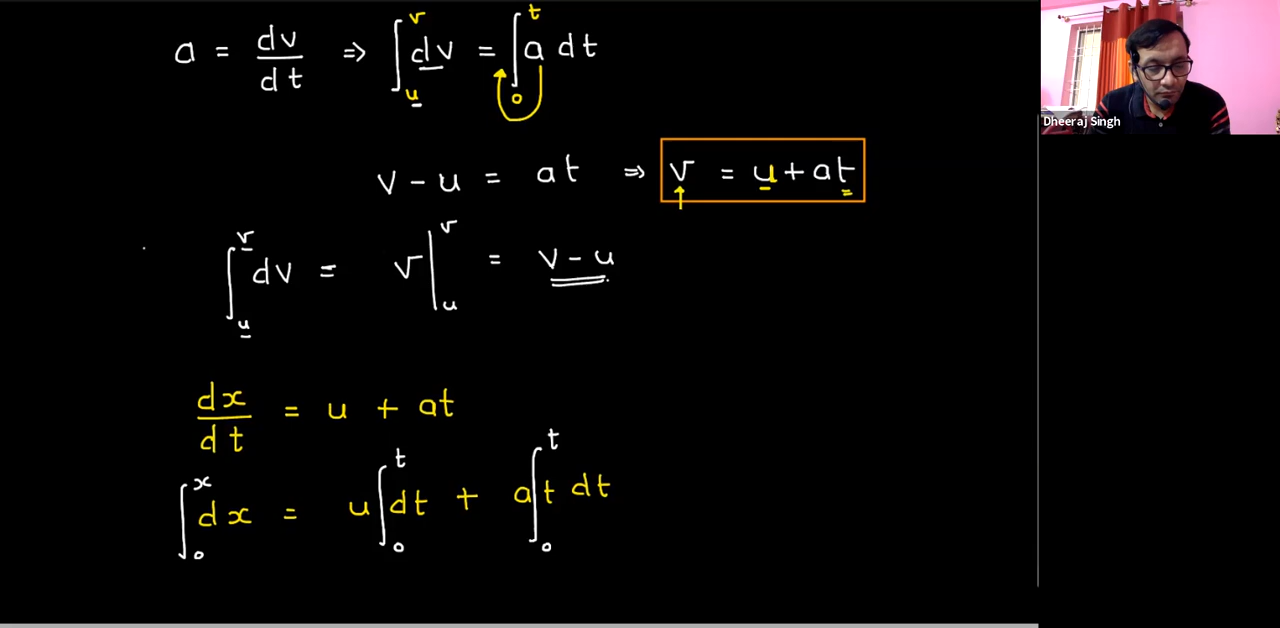 a = dv/dt ⇒ ∫_u^v dv = ∫_0^t a dt
v - u = at ⇒ v = u + at
∫_u^v dv = v|_u^v = v - u
dx/dt = u + at
∫_0^x dx = u∫_0^t dt + a∫_0^t t dt
Dheeraj Singh